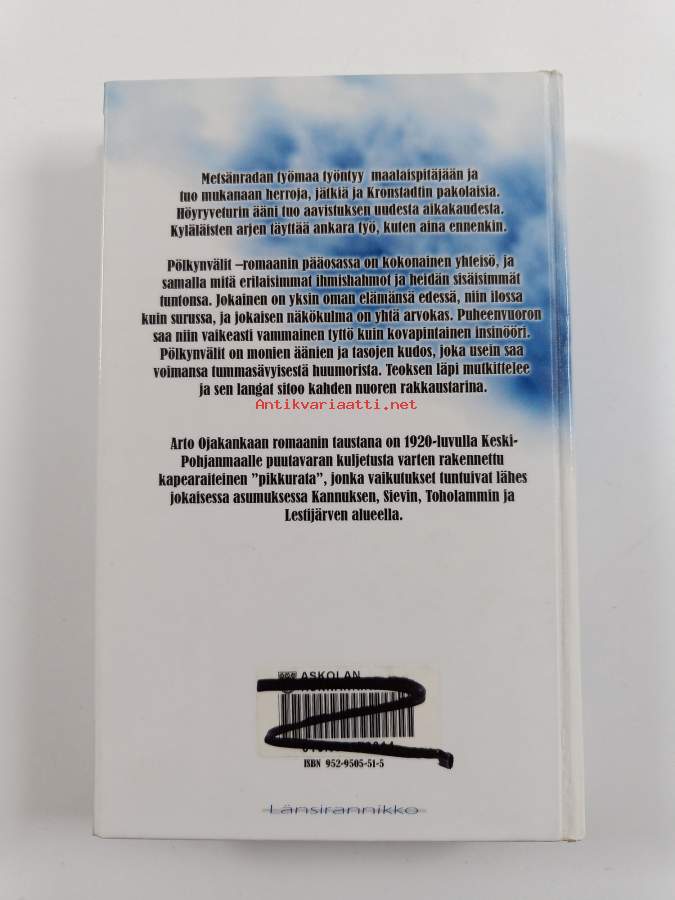 Metsänradan työmaa työntyy maalaispitäjään ja
tuo mukanaan herroja, jätkiä ja Kronstadtin pakolaisia.
Höyryveturin ääni tuo aavistuksen uudesta aikakaudesta.
Kyläläisten arjen täyttää ankara työ, kuten aina ennenkin.
Pölkynvälit –romaanin pääosassa on kokonainen yhteisö, ja
samalla mitä erilaisimmat ihmishahmot ja heidän sisäisimmät
tuntonsa. Jokainen on yksin oman elämänsä edessä, niin ilossa
kuin surussa, ja jokaisen näkökulma on yhtä arvokas. Puheenvuoron
saa niin vaikeasti vammainen tyttö kuin kovapintainen insinööri.
Pölkynvälit on monien äänien ja tasojen kudos, joka usein saa
voimansa tummasävyisestä huumorista. Teoksen läpi mutkittelee
ja sen langat sitoo kahden nuoren rakkaustarina.
Antikvariaatti.net
Arto Ojakankaan romaanin taustana on 1920-luvulla Keski-
Pohjanmaalle puutavaran kuljetusta varten rakennettu
kapearaiteinen ”pikkurata”, jonka vaikutukset tuntuivat lähes
jokaisessa asumuksessa Kannuksen, Sievin, Toholammin ja
Lestijärven alueella.
ASKOLAN
ISBN 952-9505-51-5
Länsirannikko